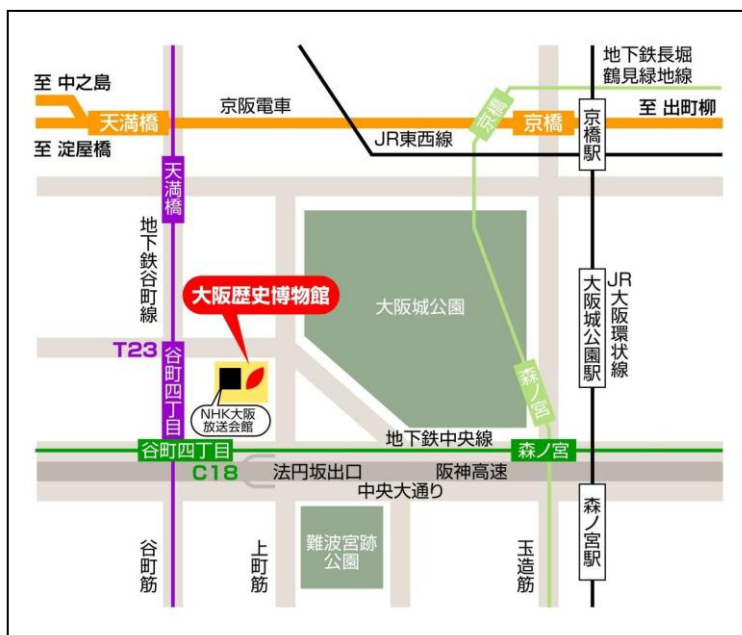 地下鉄長堀
鶴見緑地線
至 中之島
京阪電車
至 出町柳
天満橋
京橋
京橋
京橋駅
至 淀屋橋
JR東西線
天満橋
地下鉄谷町線
大阪歴史博物館
大阪城公園
大阪城公園駅
JR大阪環状線
T23
谷町四丁目
NHK大阪
放送会館
森ノ宮
地下鉄中央線
谷町四丁目
森ノ宮
C18
法円坂出口
阪神高速
中央大通り
森ノ宮駅
谷町筋
上町筋
難波宮跡
公園
玉造筋